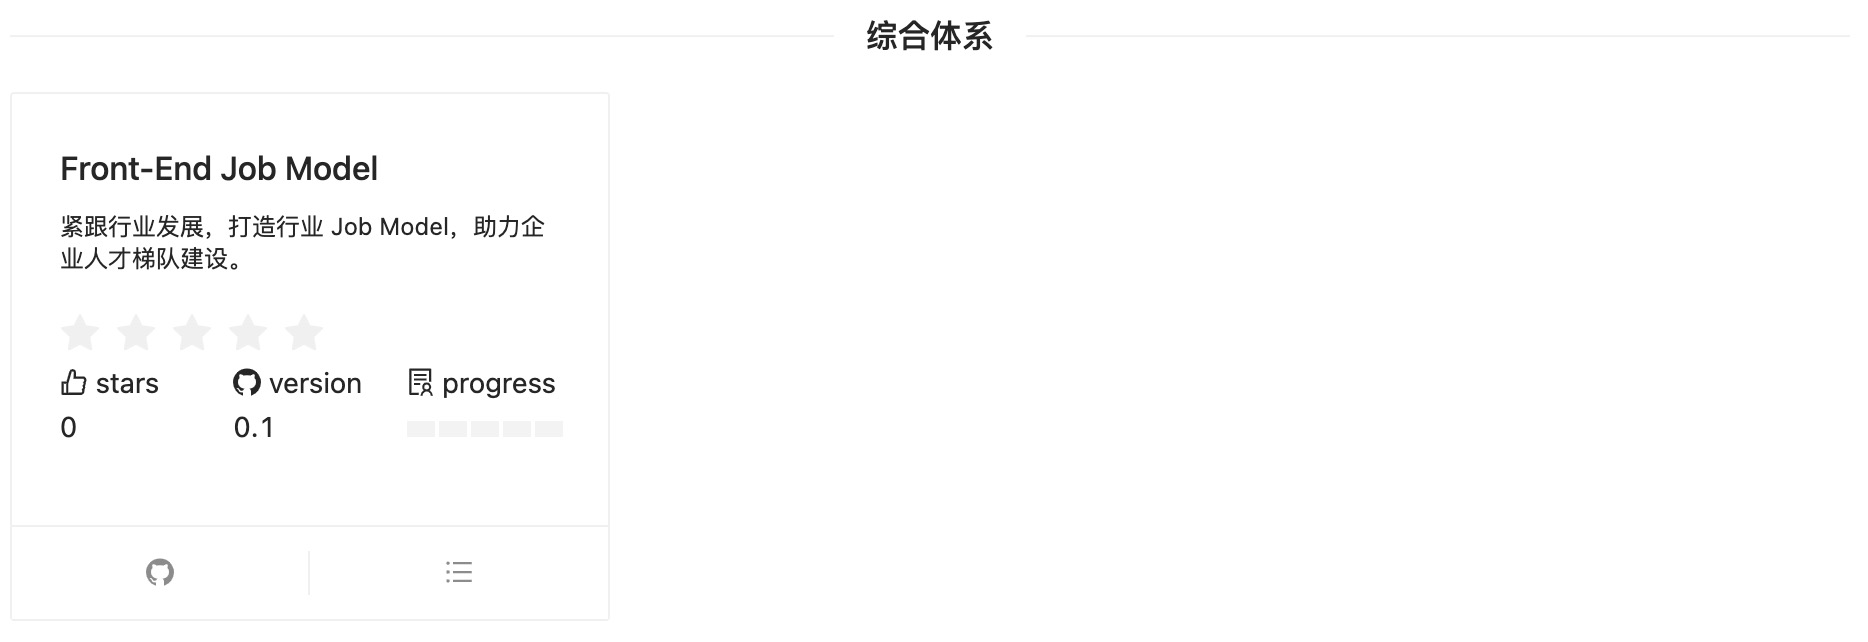 综合体系
Front-End Job Model
紧跟行业发展，打造行业 Job Model，助力企
业人才梯队建设。
stars version progress
0 0.1